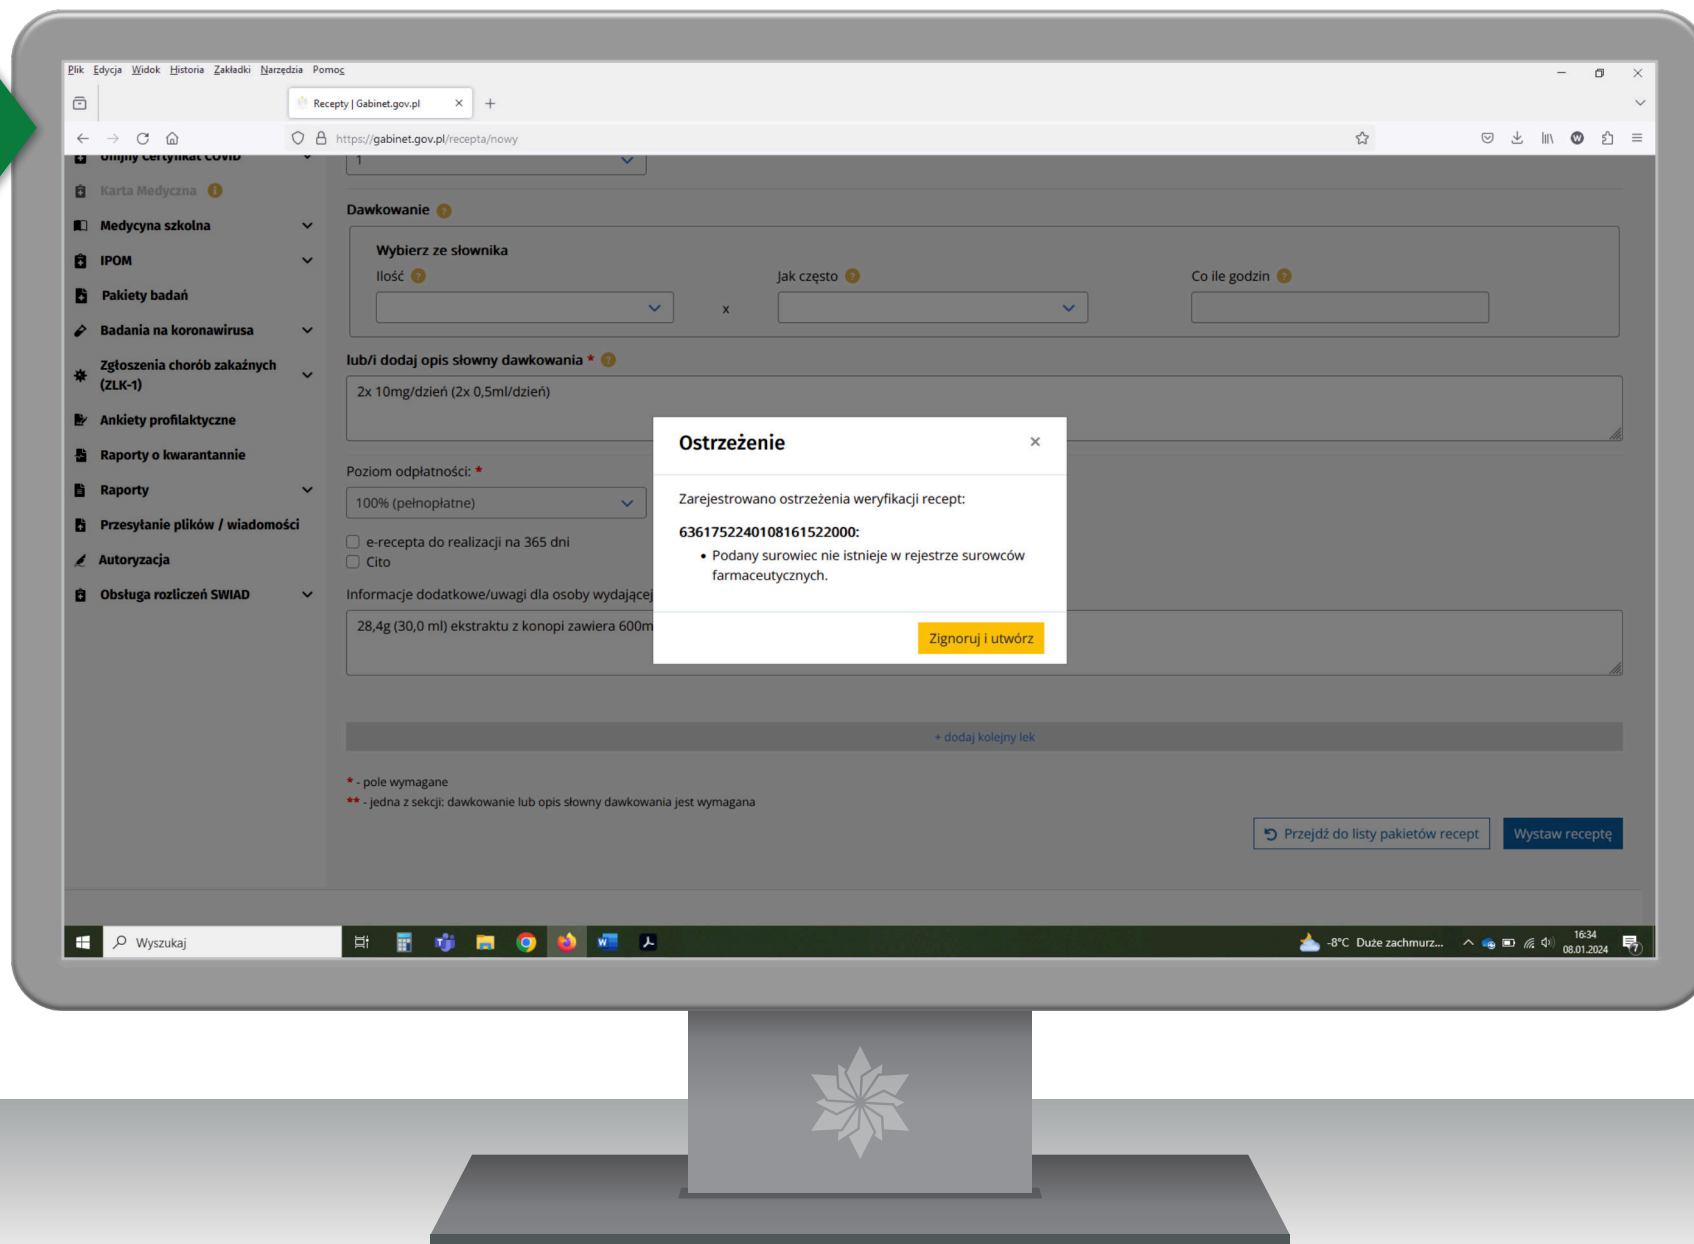 Plik Edycja Widok Historia Zakładki Narzędzia Pomoc
Recepty | Gabinet.gov.pl
https://gabinet.gov.pl/recepta/nowy
Unijny Certyfikat COVID
1
Karta Medyczna
Medycyna szkolna
IPOM
Pakiety badań
Badania na koronawirusa
Zgłoszenia chorób zakaźnych
(ZLK-1)
Ankiety profilaktyczne
Raporty o kwarantannie
Raporty
Przesyłanie plików / wiadomości
Autoryzacja
Obsługa rozliczeń SWIAD
Dawkowanie ?
Wybierz ze słownika
Ilość ?
Jak często ?
Co ile godzin ?
x
lub/i dodaj opis słowny dawkowania * ?
2x 10mg/dzień (2x 0,5ml/dzień)
Poziom odpłatności: *
100% (pełnopłatne)
e-recepta do realizacji na 365 dni
Cito
Informacje dodatkowe/uwagi dla osoby wydającej
28,4g (30,0 ml) ekstraktu z konopi zawiera 600m
Ostrzeżenie
Zarejestrowano ostrzeżenia weryfikacji recept:
6361752240108161522000:
• Podany surowiec nie istnieje w rejestrze surowców
farmaceutycznych.
Zignoruj i utwórz
+ dodaj kolejny lek
* - pole wymagane
** - jedna z sekcji: dawkowanie lub opis słowny dawkowania jest wymagana
Przejdź do listy pakietów recept
Wystaw receptę
Wyszukaj
-8°C Duże zachmurz...
16:34
08.01.2024